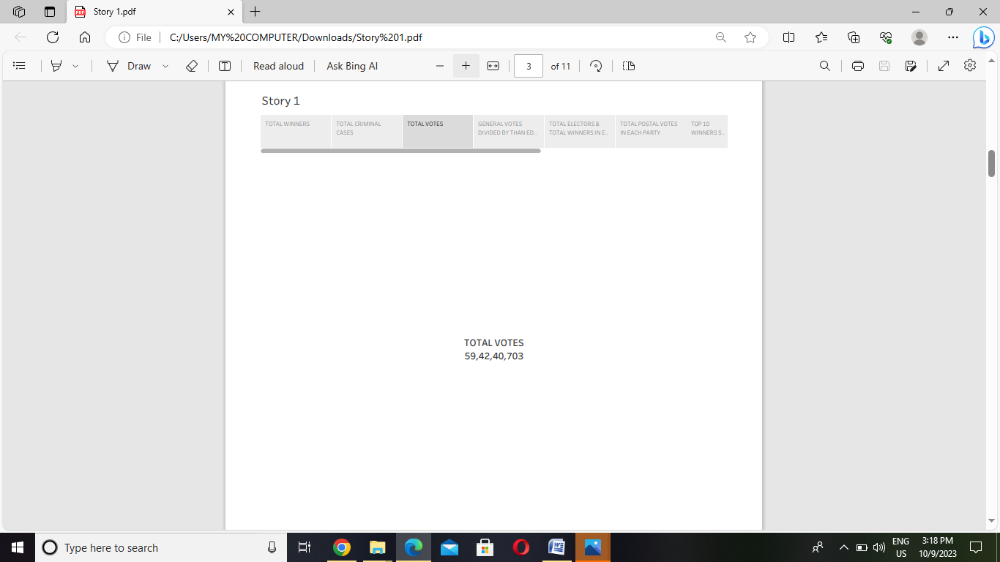 Story 1.pdf
File
C:/Users/MY%20COMPUTER/Downloads/Story%201.pdf
Draw
Read aloud
Ask Bing AI
3
of 11
Story 1
TOTAL WINNERS
TOTAL CRIMINAL
CASES
TOTAL VOTES
GENERAL VOTES
DIVIDED BY THAN ED..
TOTAL ELECTORS &
TOTAL WINNERS IN E..
TOTAL POSTAL VOTES
IN EACH PARTY
TOP 10
WINNERS S..
TOTAL VOTES
59,42,40,703
Type here to search
ENG
US
3:18 PM
10/9/2023